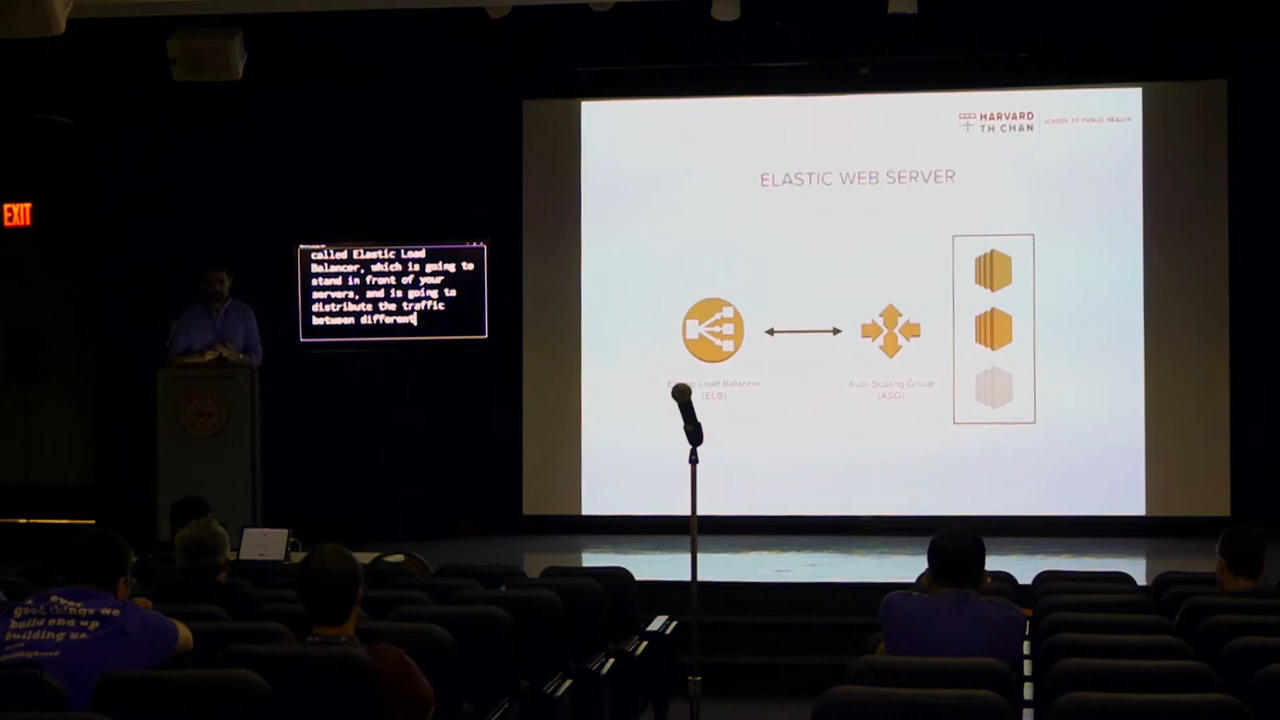 EXIT
called Elastic Load
Balancer, which is going to
stand in front of your
servers, and is going to
distribute the traffic
between different
HARVARD
TH CHAN
SCHOOL OF PUBLIC HEALTH
ELASTIC WEB SERVER
Load Balancer
(ELB)
Auto Scaling Group
(ASG)
good things we
build end up
building us.